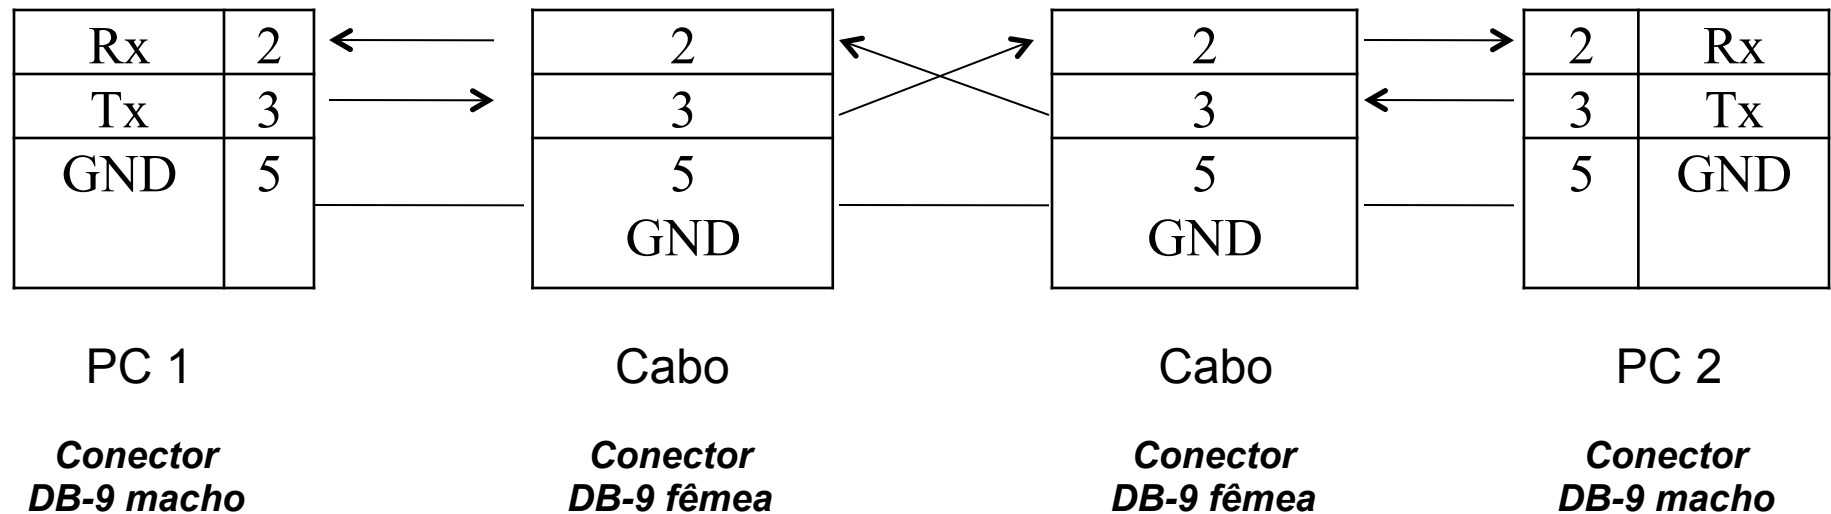 Rx 2 2 2 2 Rx
Tx 3 3 3 3 Tx
GND 5 5 5 5 GND
GND GND
PC 1 Cabo Cabo PC 2
Conector Conector Conector Conector
DB-9 macho DB-9 fêmea DB-9 fêmea DB-9 macho